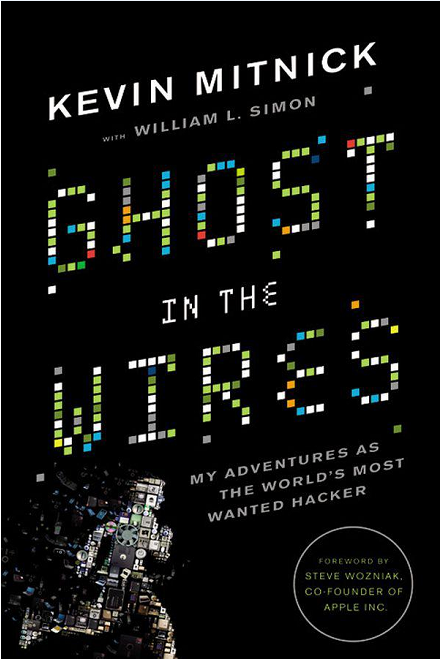 KEVIN MITNICK
WITH WILLIAM L. SIMON
GHOST
IN THE
WIRES
MY ADVENTURES AS
THE WORLD'S MOST
WANTED HACKER
FOREWORD BY
STEVE WOZNIAK,
CO-FOUNDER OF
APPLE INC.